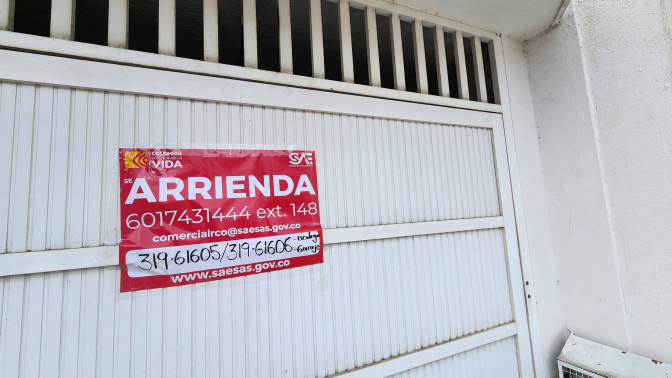 COLOMBIA
VIDA
SAE
SE
ARRIENDA
6017431444 ext. 148
comercialrco@saesas.gov.co
319-61605/319-61606
www.saesas.gov.co